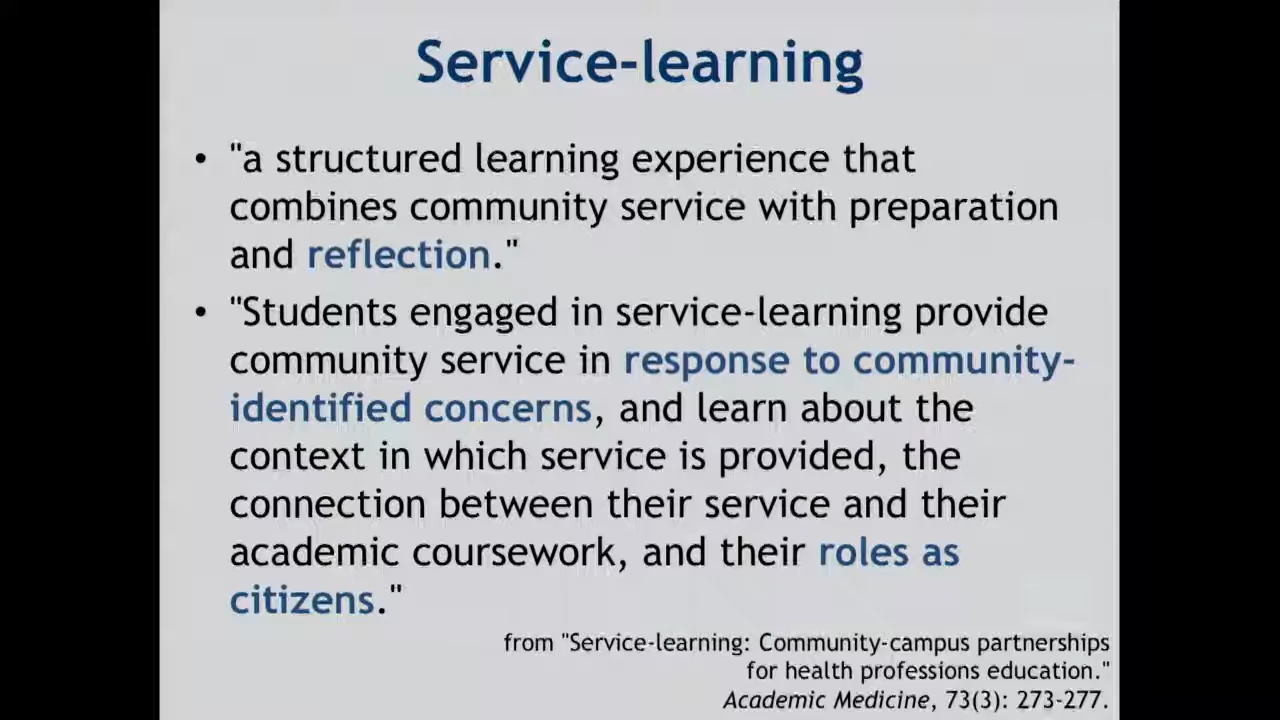 Service-learning
• "a structured learning experience that
combines community service with preparation
and reflection."
• "Students engaged in service-learning provide
community service in response to community-
identified concerns, and learn about the
context in which service is provided, the
connection between their service and their
academic coursework, and their roles as
citizens."
from "Service-learning: Community-campus partnerships
for health professions education."
Academic Medicine, 73(3): 273-277.